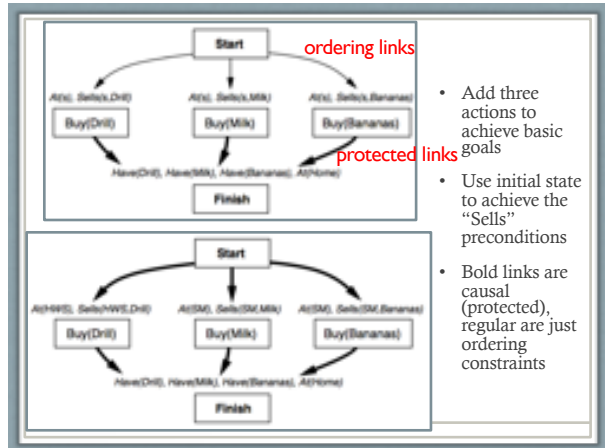 Start
ordering links
At(s), Sells(s,Drill)
At(s), Sells(s,Milk)
At(s), Sells(s,Bananas)
Buy(Drill)
Buy(Milk)
Buy(Bananas)
protected links
Have(Drill), Have(Milk), Have(Bananas), At(Home)
Finish
Start
At(HWS), Sells(HWS,Drill)
At(SM), Sells(SM,Milk)
At(SM), Sells(SM,Bananas)
Buy(Drill)
Buy(Milk)
Buy(Bananas)
Have(Drill), Have(Milk), Have(Bananas), At(Home)
Finish
• Add three
actions to
achieve basic
goals
• Use initial state
to achieve the
“Sells”
preconditions
• Bold links are
causal
(protected),
regular are just
ordering
constraints